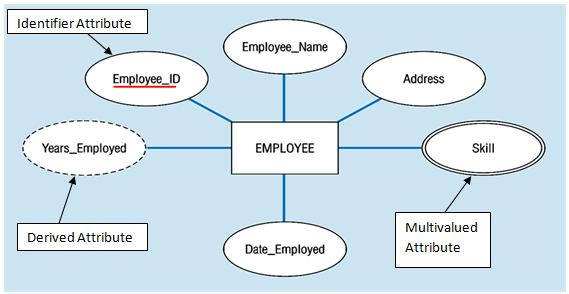 Identifier Attribute
Employee_Name
Employee_ID
Address
Years_Employed
EMPLOYEE
Skill
Derived Attribute
Date_Employed
Multivalued
Attribute